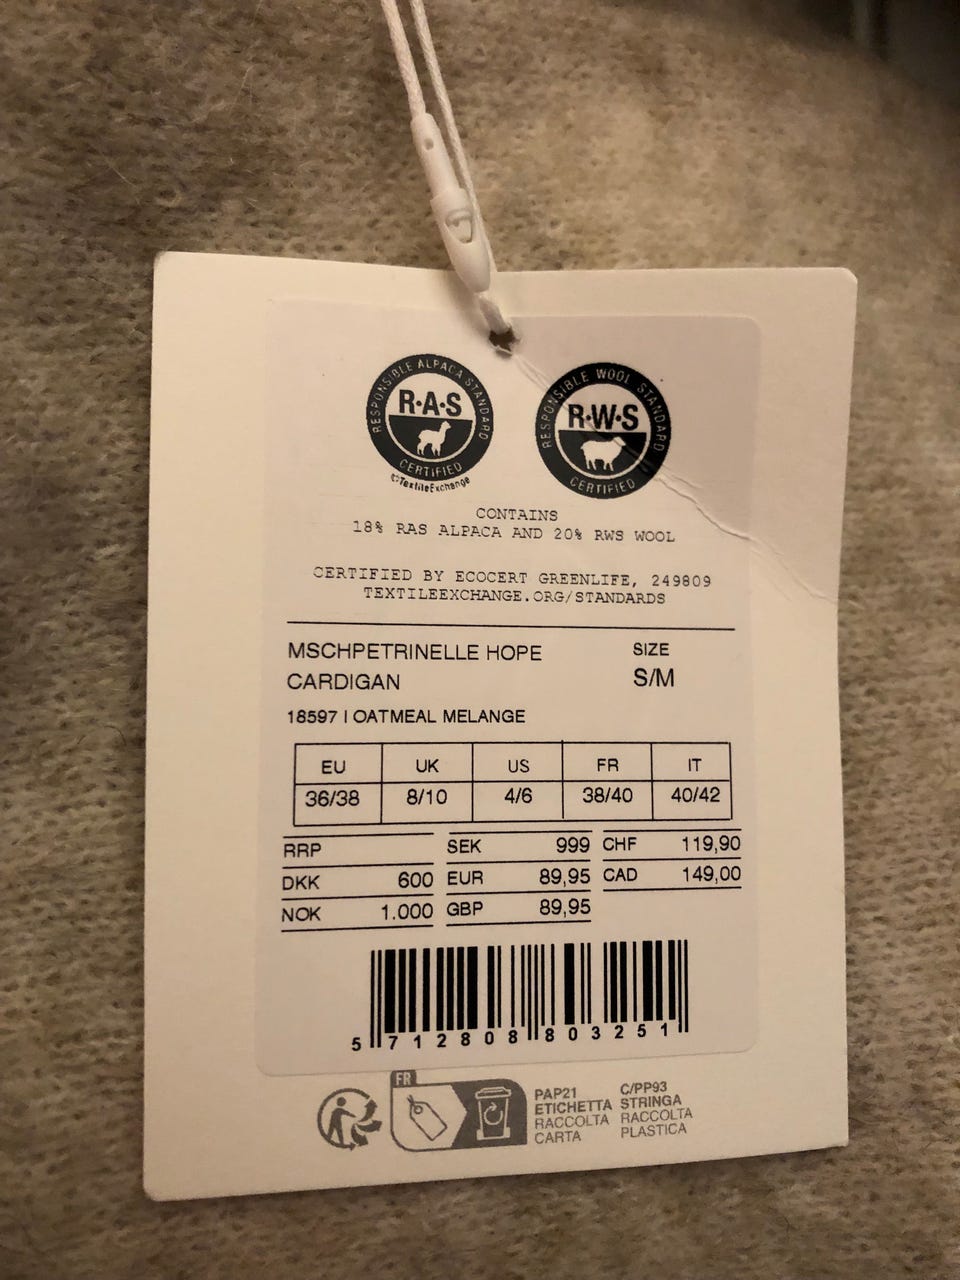 RESPONSIBLE ALPACA STANDARD
R·A·S
CERTIFIED
©TextileExchange
RESPONSIBLE WOOL STANDARD
R·W·S
CERTIFIED
CONTAINS
18% RAS ALPACA AND 20% RWS WOOL
CERTIFIED BY ECOCERT GREENLIFE, 249809
TEXTILEEXCHANGE.ORG/STANDARDS
MSCHPETRINELLE HOPE
CARDIGAN
SIZE
S/M
18597 I OATMEAL MELANGE
EU UK US FR IT
36/38 8/10 4/6 38/40 40/42
RRP SEK 999 CHF 119,90
DKK 600 EUR 89,95 CAD 149,00
NOK 1.000 GBP 89,95
5 712808 803251
FR
PAP21
ETICHETTA
RACCOLTA
CARTA
C/PP93
STRINGA
RACCOLTA
PLASTICA